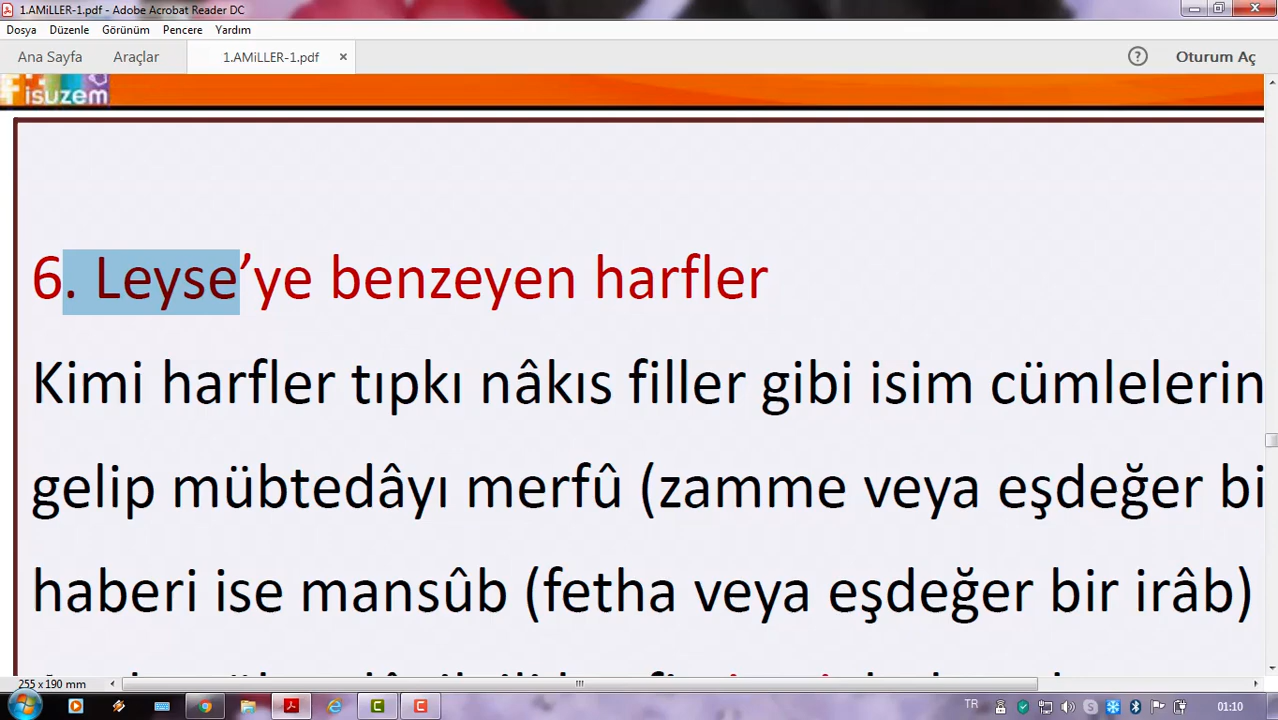 1.AMiLLER-1.pdf - Adobe Acrobat Reader DC
Dosya Düzenle Görünüm Pencere Yardım
Ana Sayfa Araçlar 1.AMiLLER-1.pdf × ? Oturum Aç
isuzem
6. Leyse’ye benzeyen harfler
Kimi harfler tıpkı nâkıs filler gibi isim cümlelerin
gelip mübtedâyı merfû (zamme veya eşdeğer bi
haberi ise mansûb (fetha veya eşdeğer bir irâb)
255 x 190 mm
TR 01:10